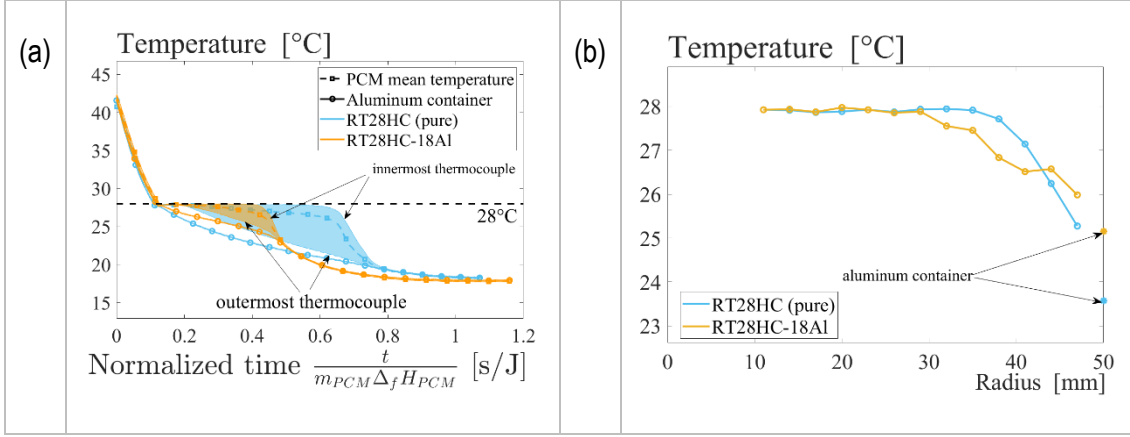 (a)
Temperature [°C]
45
40
35
30
25
20
15
PCM mean temperature
Aluminum container
RT28HC (pure)
RT28HC-18Al
innermost thermocouple
28°C
outermost thermocouple
0 0.2 0.4 0.6 0.8 1 1.2
Normalized time t / m_PCM Δ_f H_PCM [s/J]
(b)
Temperature [°C]
28
27
26
25
24
23
aluminum container
RT28HC (pure)
RT28HC-18Al
0 10 20 30 40 50
Radius [mm]